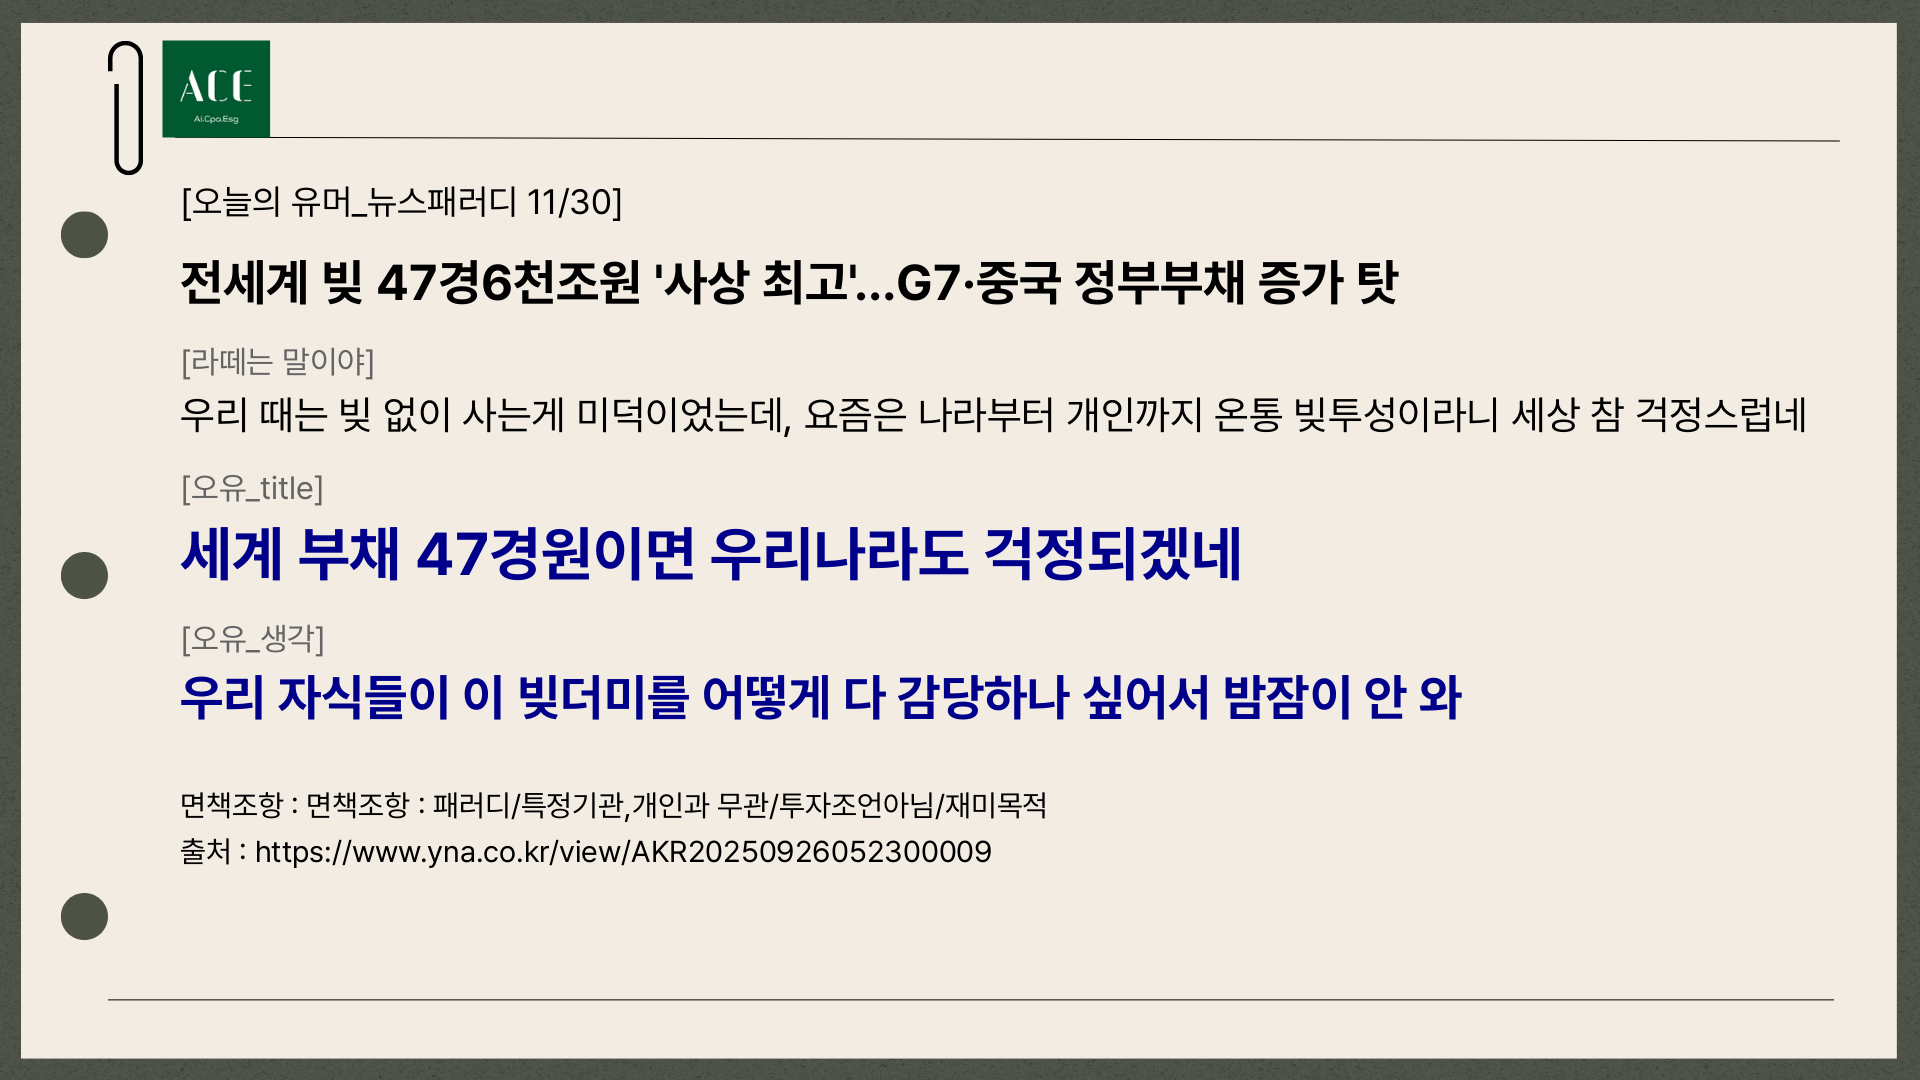 ACE
Ai.Cpa.Esg
[오늘의 유머_뉴스패러디 11/30]
전세계 빚 47경6천조원 '사상 최고'...G7·중국 정부부채 증가 탓
[라떼는 말이야]
우리 때는 빚 없이 사는게 미덕이었는데, 요즘은 나라부터 개인까지 온통 빚투성이라니 세상 참 걱정스럽네
[오유_title]
세계 부채 47경원이면 우리나라도 걱정되겠네
[오유_생각]
우리 자식들이 이 빚더미를 어떻게 다 감당하나 싶어서 밤잠이 안 와
면책조항 : 면책조항 : 패러디/특정기관,개인과 무관/투자조언아님/재미목적
출처 : https://www.yna.co.kr/view/AKR20250926052300009